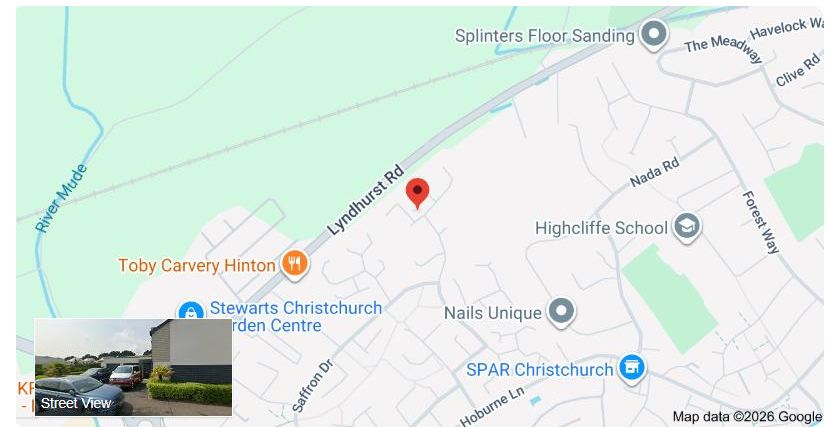 Splinters Floor Sanding
Havelock Wa
The Meadway
Clive Rd
River Mude
Lyndhurst Rd
Nada Rd
Forest Way
Highcliffe School
Toby Carvery Hinton
Stewarts Christchurch
rden Centre
Nails Unique
SPAR Christchurch
Saffron Dr
Hoburne Ln
Street View
Map data ©2026 Google